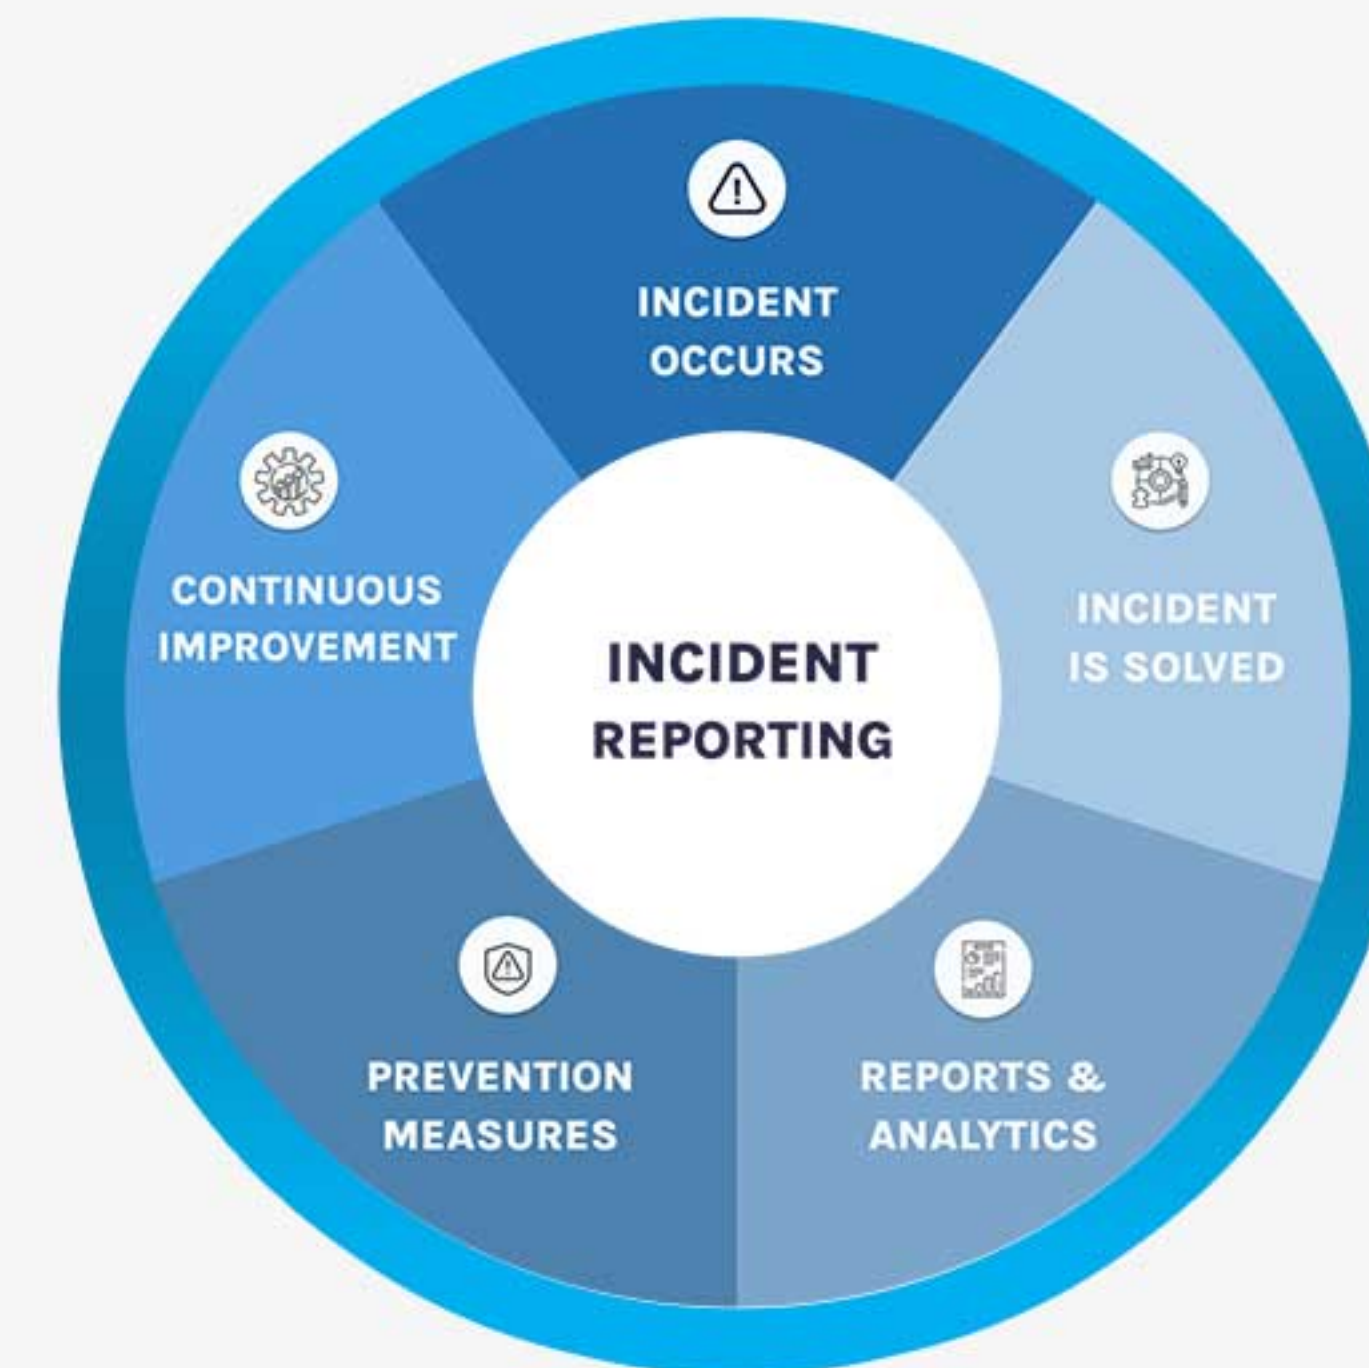 INCIDENT
OCCURS
INCIDENT
IS SOLVED
REPORTS &
ANALYTICS
PREVENTION
MEASURES
CONTINUOUS
IMPROVEMENT
INCIDENT
REPORTING